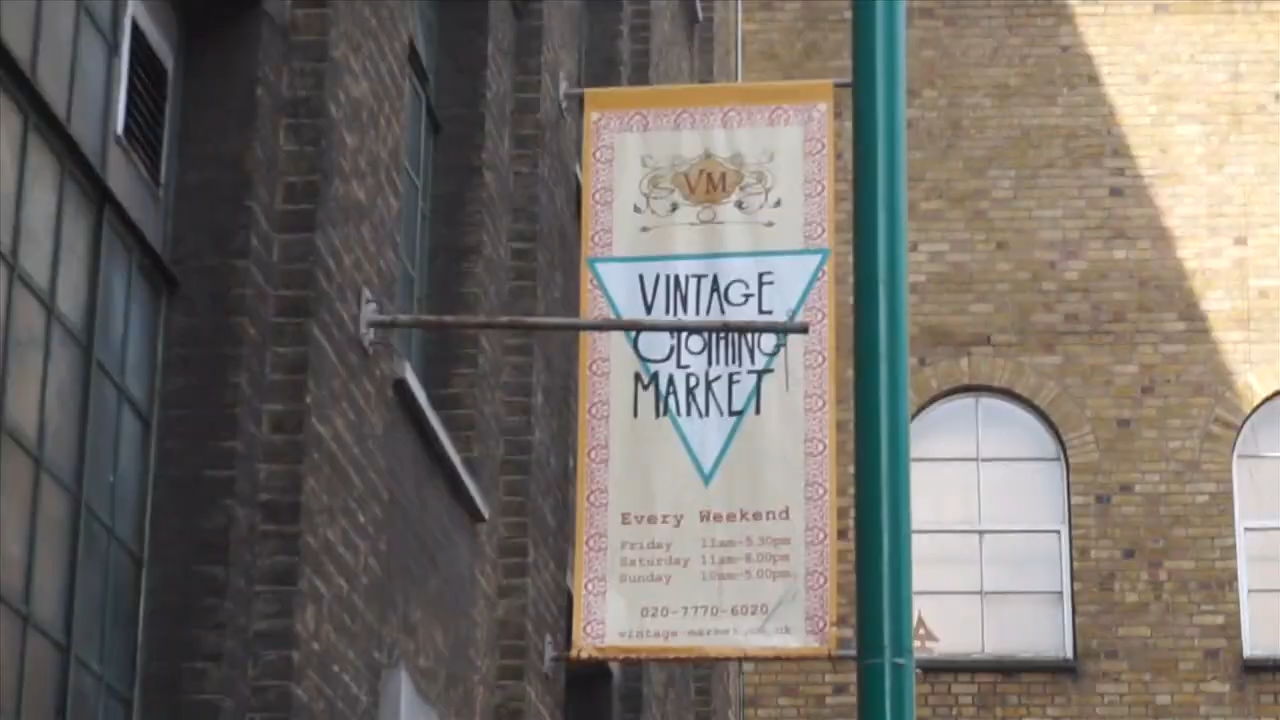 VM
VINTAGE
CLOTHING
MARKET
Every Weekend
Friday 11am-5.30pm
Saturday 11am-6.00pm
Sunday 10am-5.00pm
020-7770-6020